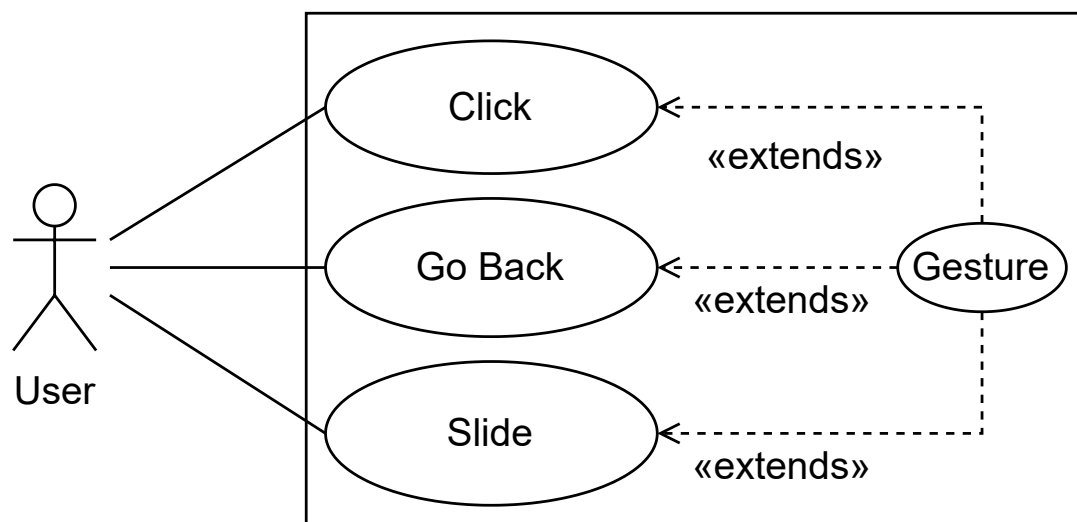 Click
«extends»
Go Back
Gesture
«extends»
User
Slide
«extends»